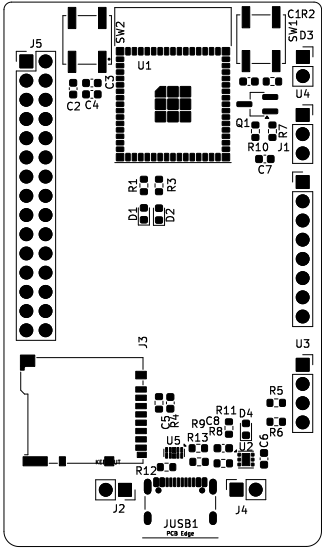 SW2
SW1
C1R2
D3
J5
U1
C3
C2
C4
U4
Q1
R7
R10
J1
C7
R1
R3
D1
D2
J3
U3
R5
R6
C5
R4
R11
D4
C8
R9
R8
U5
R13
U2
C6
R12
J2
JUSB1
J4
PCB Edge